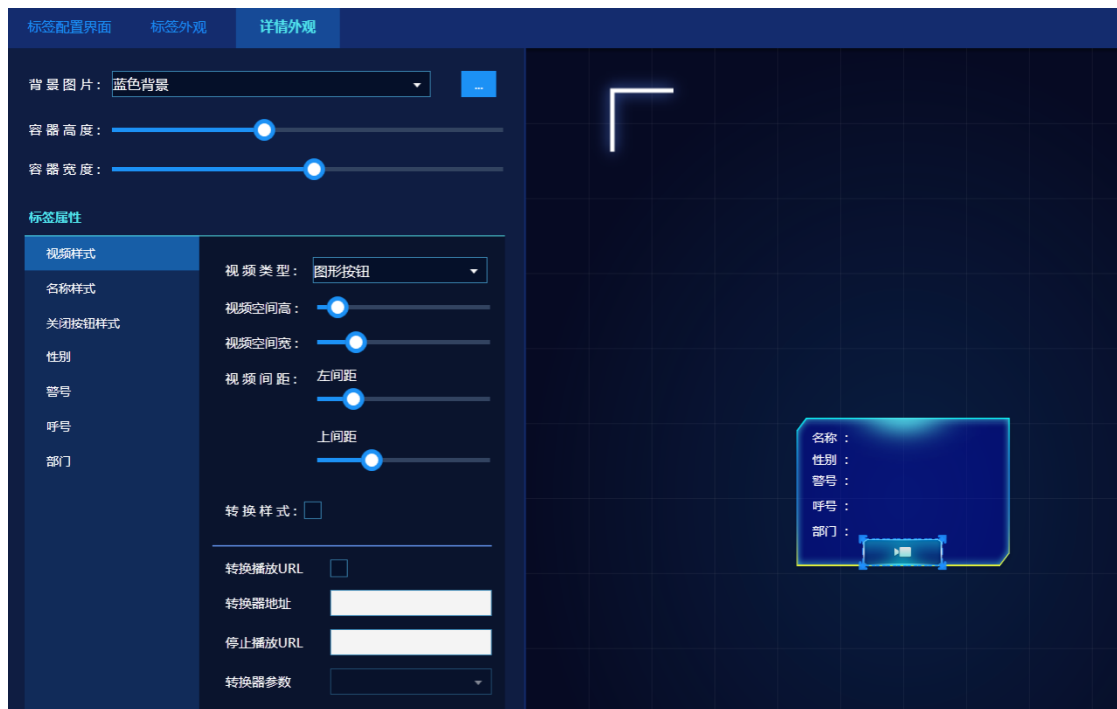 标签配置界面 标签外观 详情外观
背景图片: 蓝色背景 ...
容器高度:
容器宽度:
标签属性
视频样式
名称样式
关闭按钮样式
性别
警号
呼号
部门
视频类型: 图形按钮
视频空间高:
视频空间宽:
视频间距: 左间距
上间距
转换样式:
转换播放URL
转换器地址
停止播放URL
转换器参数
名称 :
性别 :
警号 :
呼号 :
部门 :